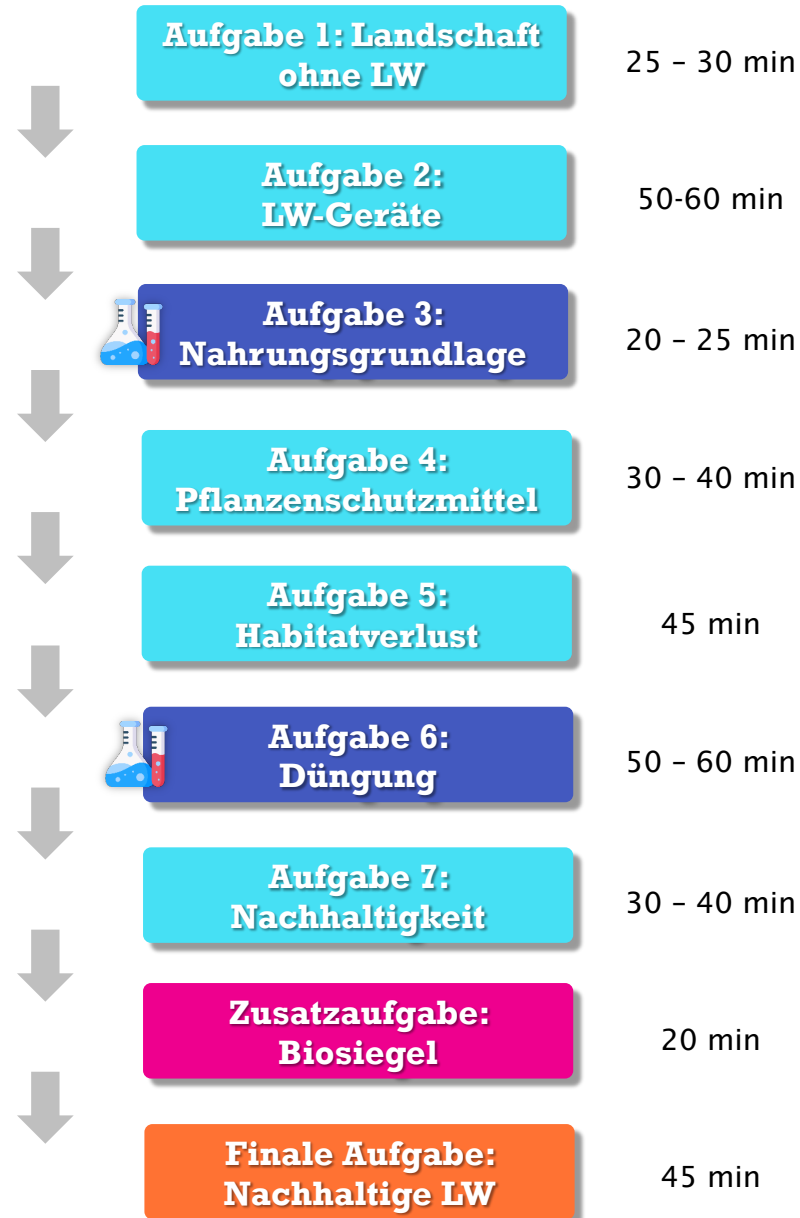 Aufgabe 1: Landschaft
ohne LW
25 – 30 min
Aufgabe 2:
LW-Geräte
50-60 min
Aufgabe 3:
Nahrungsgrundlage
20 – 25 min
Aufgabe 4:
Pflanzenschutzmittel
30 – 40 min
Aufgabe 5:
Habitatverlust
45 min
Aufgabe 6:
Düngung
50 – 60 min
Aufgabe 7:
Nachhaltigkeit
30 – 40 min
Zusatzaufgabe:
Biosiegel
20 min
Finale Aufgabe:
Nachhaltige LW
45 min